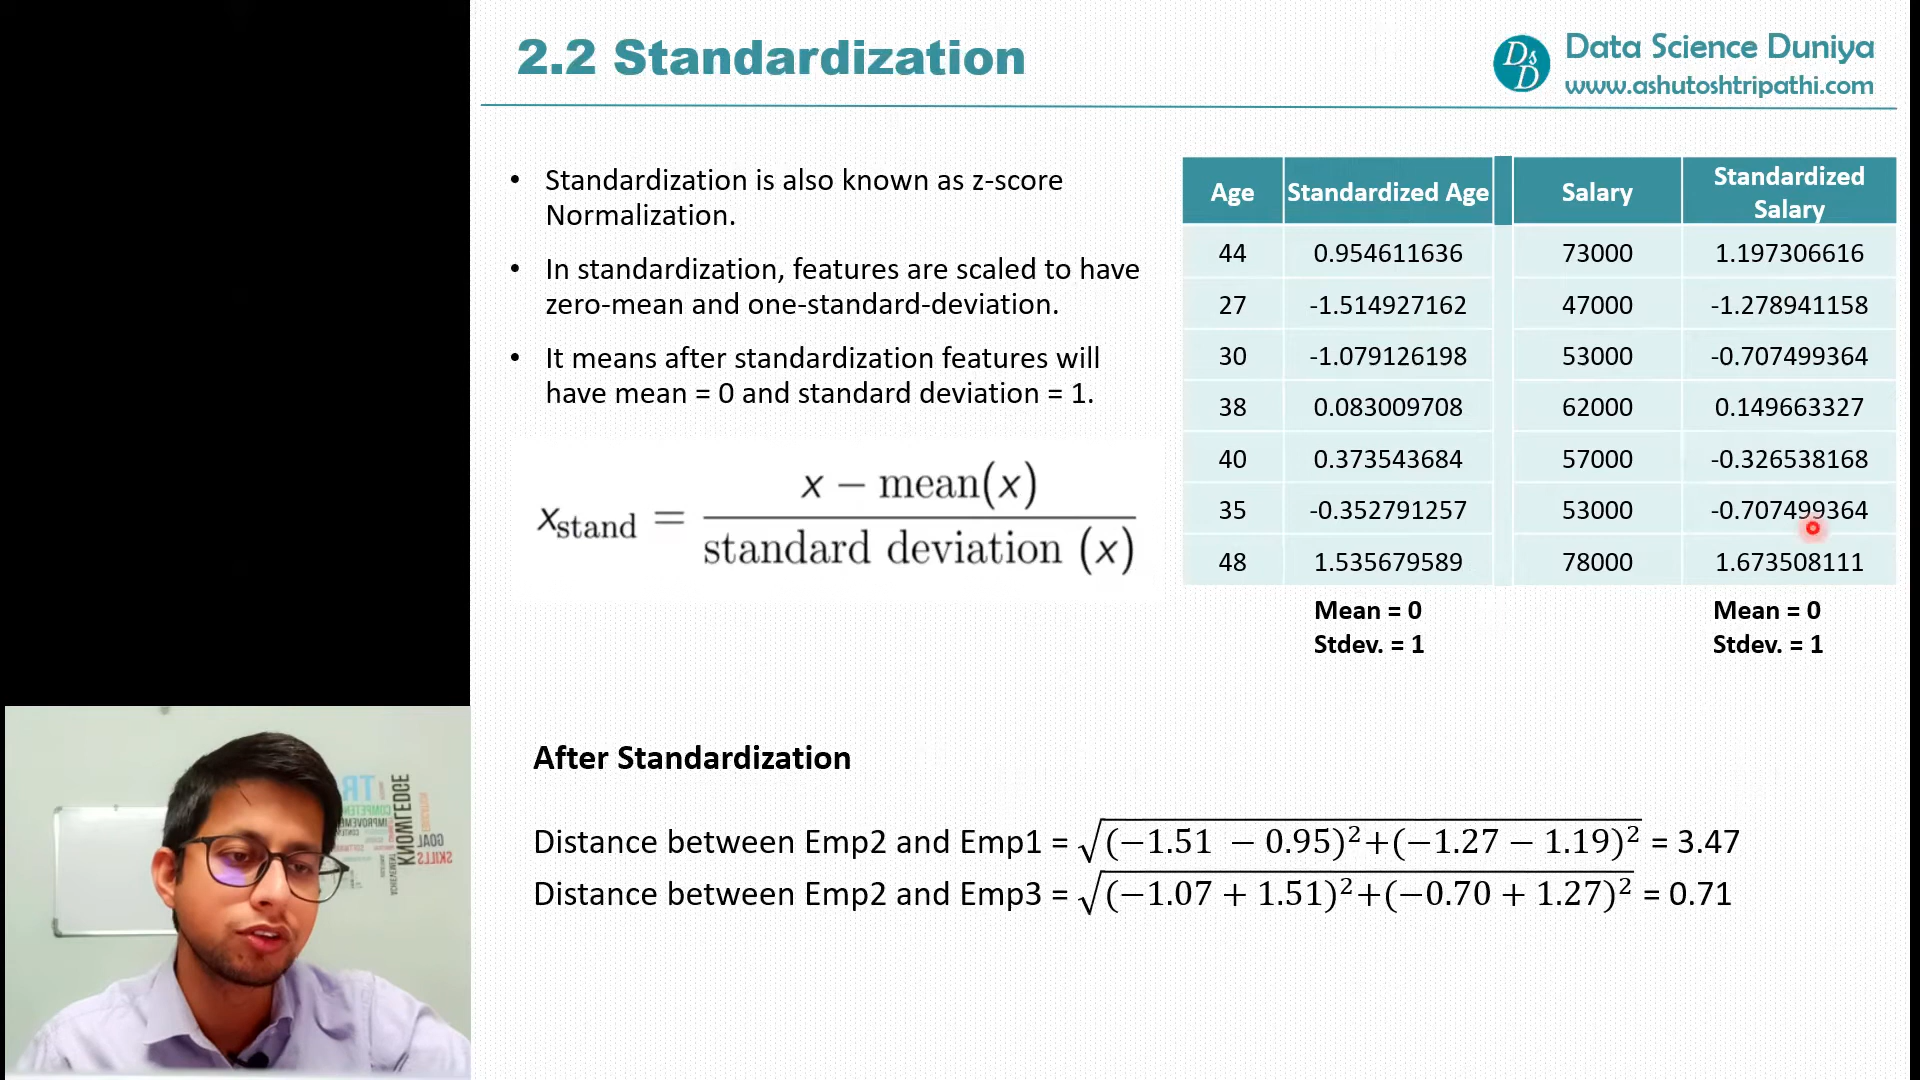 2.2 Standardization
Data Science Duniya
www.ashutoshtripathi.com
DsD
• Standardization is also known as z-score
Normalization.
• In standardization, features are scaled to have
zero-mean and one-standard-deviation.
• It means after standardization features will
have mean = 0 and standard deviation = 1.
x_stand = (x − mean(x)) / (standard deviation (x))
Age Standardized Age Salary Standardized Salary
44 0.954611636 73000 1.197306616
27 -1.514927162 47000 -1.278941158
30 -1.079126198 53000 -0.707499364
38 0.083009708 62000 0.149663327
40 0.373543684 57000 -0.326538168
35 -0.352791257 53000 -0.707499364
48 1.535679589 78000 1.673508111
Mean = 0 Mean = 0
Stdev. = 1 Stdev. = 1
After Standardization
Distance between Emp2 and Emp1 = √(−1.51 − 0.95)²+(−1.27 − 1.19)² = 3.47
Distance between Emp2 and Emp3 = √(−1.07 + 1.51)²+(−0.70 + 1.27)² = 0.71
KNOWLEDGE
GOAL
SKILLS